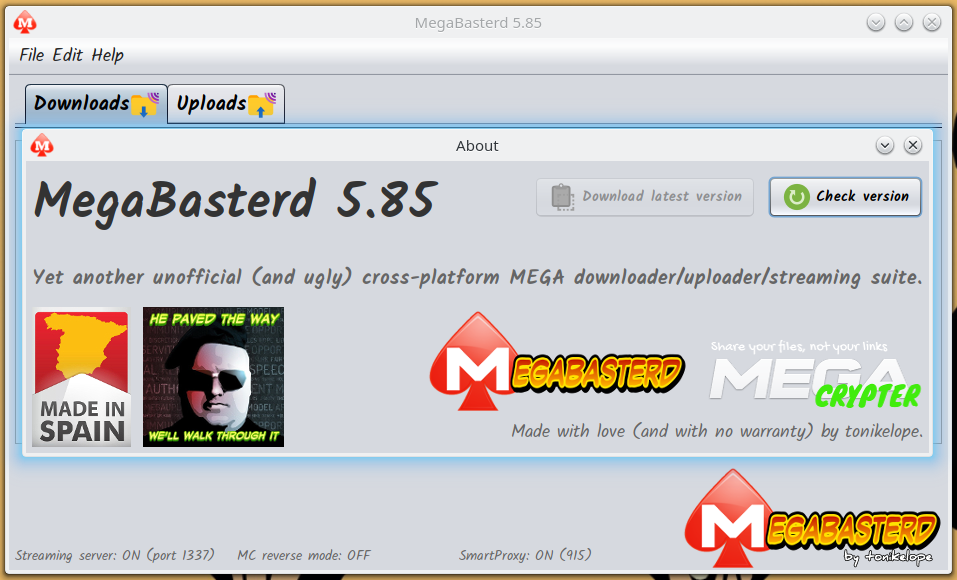 MegaBasterd 5.85
File Edit Help
Downloads
Uploads
About
MegaBasterd 5.85
Download latest version
Check version
Yet another unofficial (and ugly) cross-platform MEGA downloader/uploader/streaming suite.
MADE IN
SPAIN
HE PAVED THE WAY
WE'LL WALK THROUGH IT
MEGABASTERD
Share your files, not your links
MEGA
CRYPTER
Made with love (and with no warranty) by tonikelope.
MEGABASTERD
by tonikelope
Streaming server: ON (port 1337)
MC reverse mode: OFF
SmartProxy: ON (915)